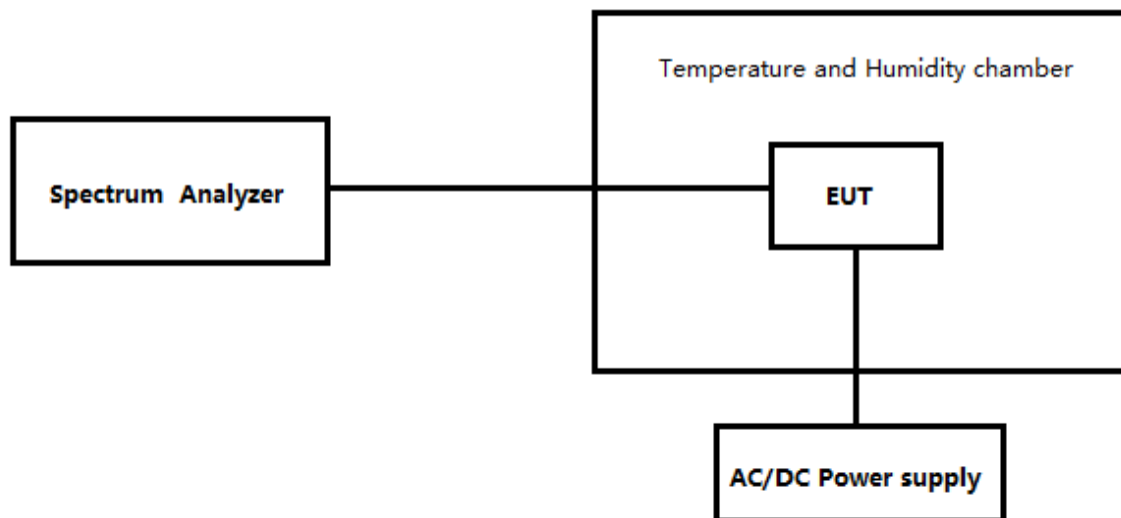 Temperature and Humidity chamber
Spectrum Analyzer
EUT
AC/DC Power supply